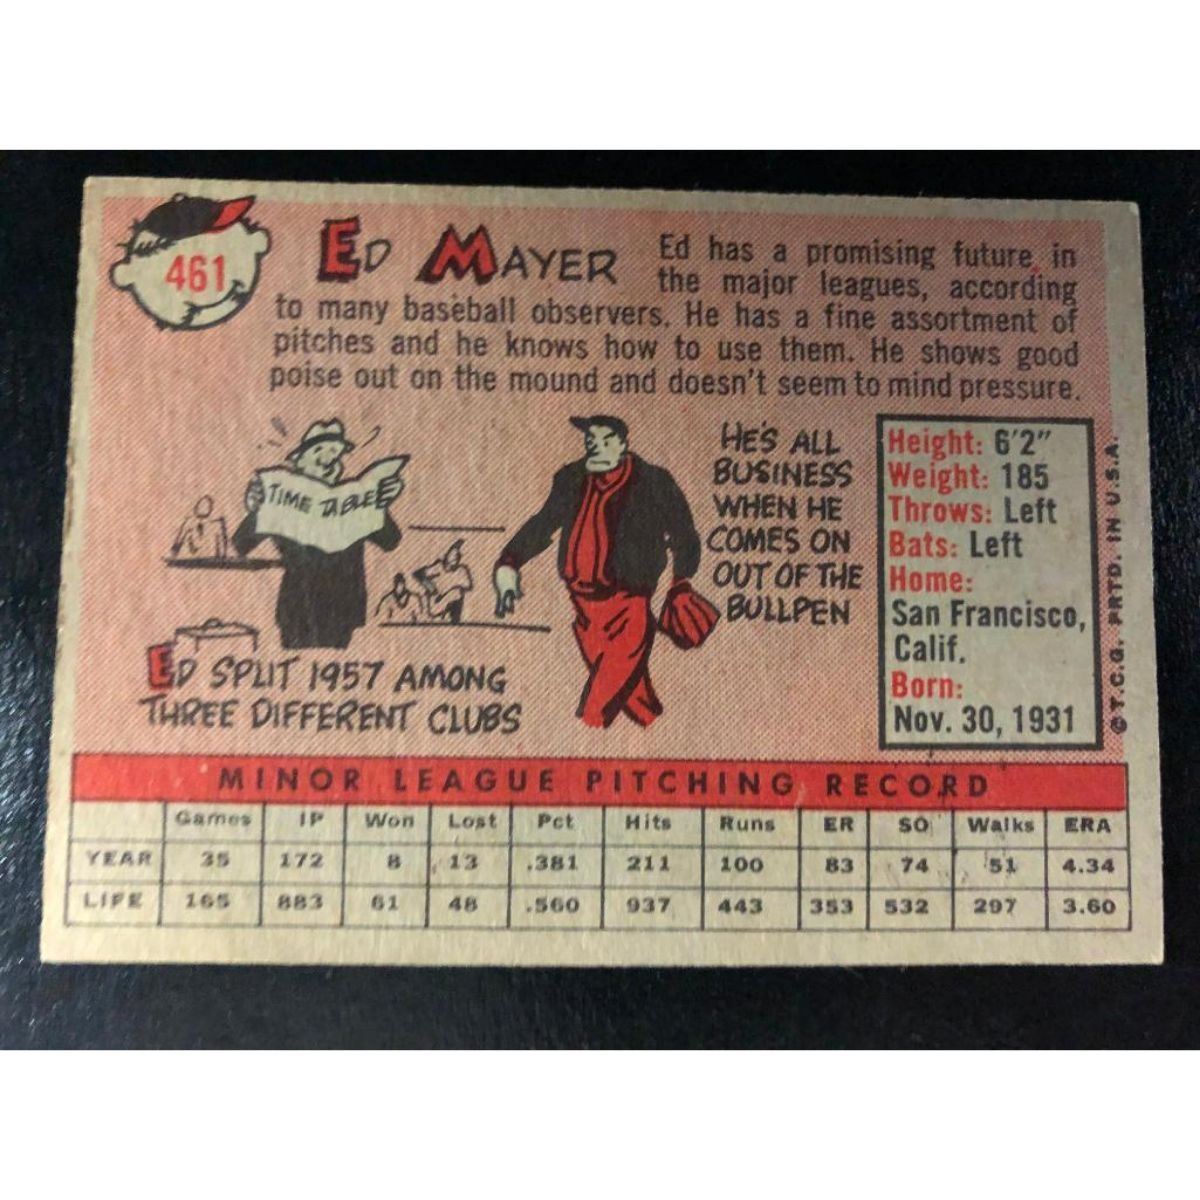 461
ED MAYER
Ed has a promising future in
the major leagues, according
to many baseball observers. He has a fine assortment of
pitches and he knows how to use them. He shows good
poise out on the mound and doesn't seem to mind pressure.
TIME TABLE
ED SPLIT 1957 AMONG
THREE DIFFERENT CLUBS
HE'S ALL
BUSINESS
WHEN HE
COMES ON
OUT OF THE
BULLPEN
Height: 6'2"
Weight: 185
Throws: Left
Bats: Left
Home:
San Francisco,
Calif.
Born:
Nov. 30, 1931
©T.C.G. PRTD. IN U.S.A.
MINOR LEAGUE PITCHING RECORD
Games IP Won Lost Pct Hits Runs ER SO Walks ERA
YEAR 35 172 8 13 .381 211 100 83 74 51 4.34
LIFE 165 883 61 48 .560 937 443 353 532 297 3.60